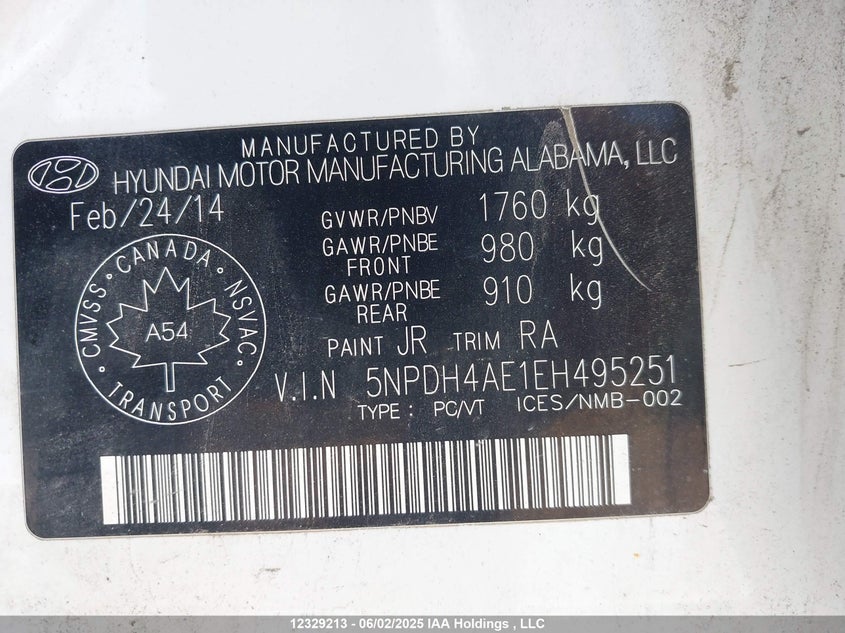 MANUFACTURED BY
HYUNDAI MOTOR MANUFACTURING ALABAMA, LLC
Feb/24/14
GVWR/PNBV 1760 kg
GAWR/PNBE FRONT 980 kg
GAWR/PNBE REAR 910 kg
CANADA
CMVSS · NSVAC
A54
TRANSPORT
PAINT JR TRIM RA
V.I.N 5NPDH4AE1EH495251
TYPE : PC/VT ICES/NMB-002
12329213 - 06/02/2025 IAA Holdings , LLC